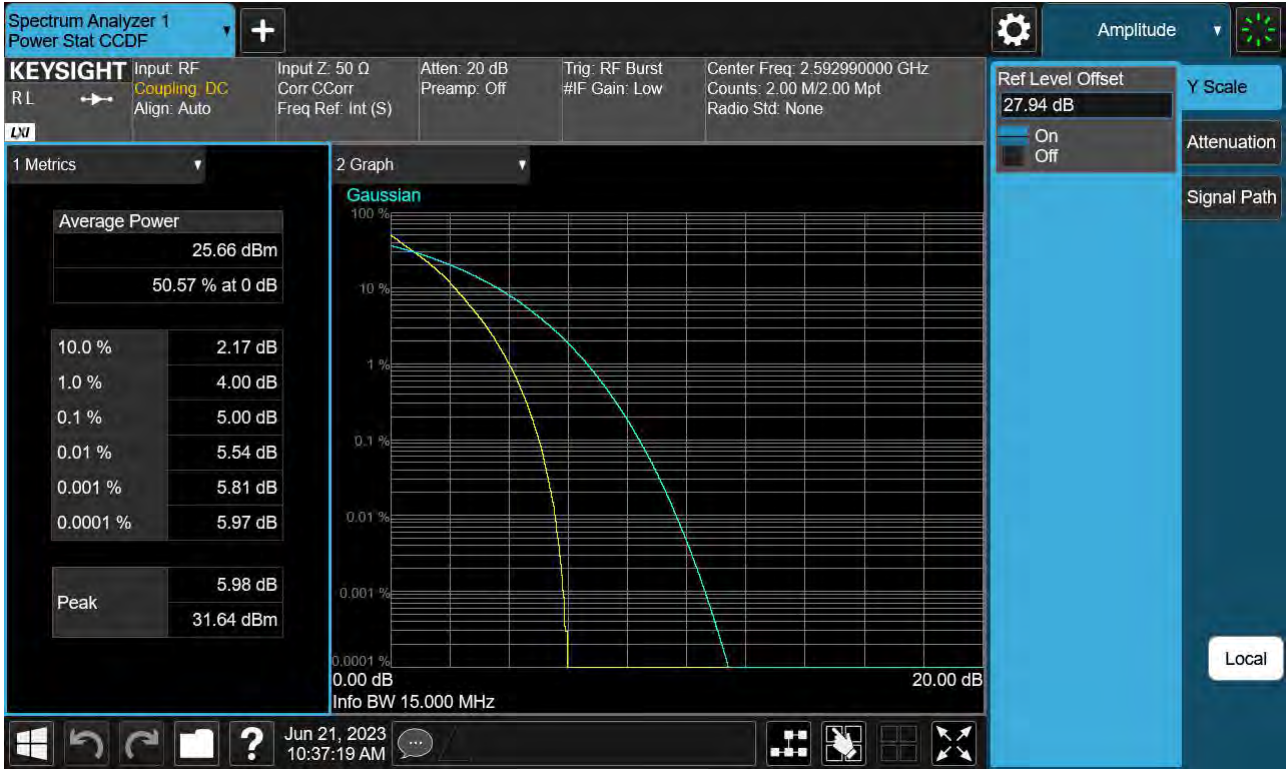 Spectrum Analyzer 1
Power Stat CCDF
+
Amplitude
KEYSIGHT
RL
LXI
Input: RF
Coupling: DC
Align: Auto
Input Z: 50 Ω
Corr CCorr
Freq Ref: Int (S)
Atten: 20 dB
Preamp: Off
Trig: RF Burst
#IF Gain: Low
Center Freq: 2.592990000 GHz
Counts: 2.00 M/2.00 Mpt
Radio Std: None
Ref Level Offset
27.94 dB
On
Off
Y Scale
Attenuation
Signal Path
Local
1 Metrics
Average Power
25.66 dBm
50.57 % at 0 dB
10.0 % 2.17 dB
1.0 % 4.00 dB
0.1 % 5.00 dB
0.01 % 5.54 dB
0.001 % 5.81 dB
0.0001 % 5.97 dB
Peak
5.98 dB
31.64 dBm
2 Graph
Gaussian
100 %
10 %
1 %
0.1 %
0.01 %
0.001 %
0.0001 %
0.00 dB 20.00 dB
Info BW 15.000 MHz
?
Jun 21, 2023
10:37:19 AM